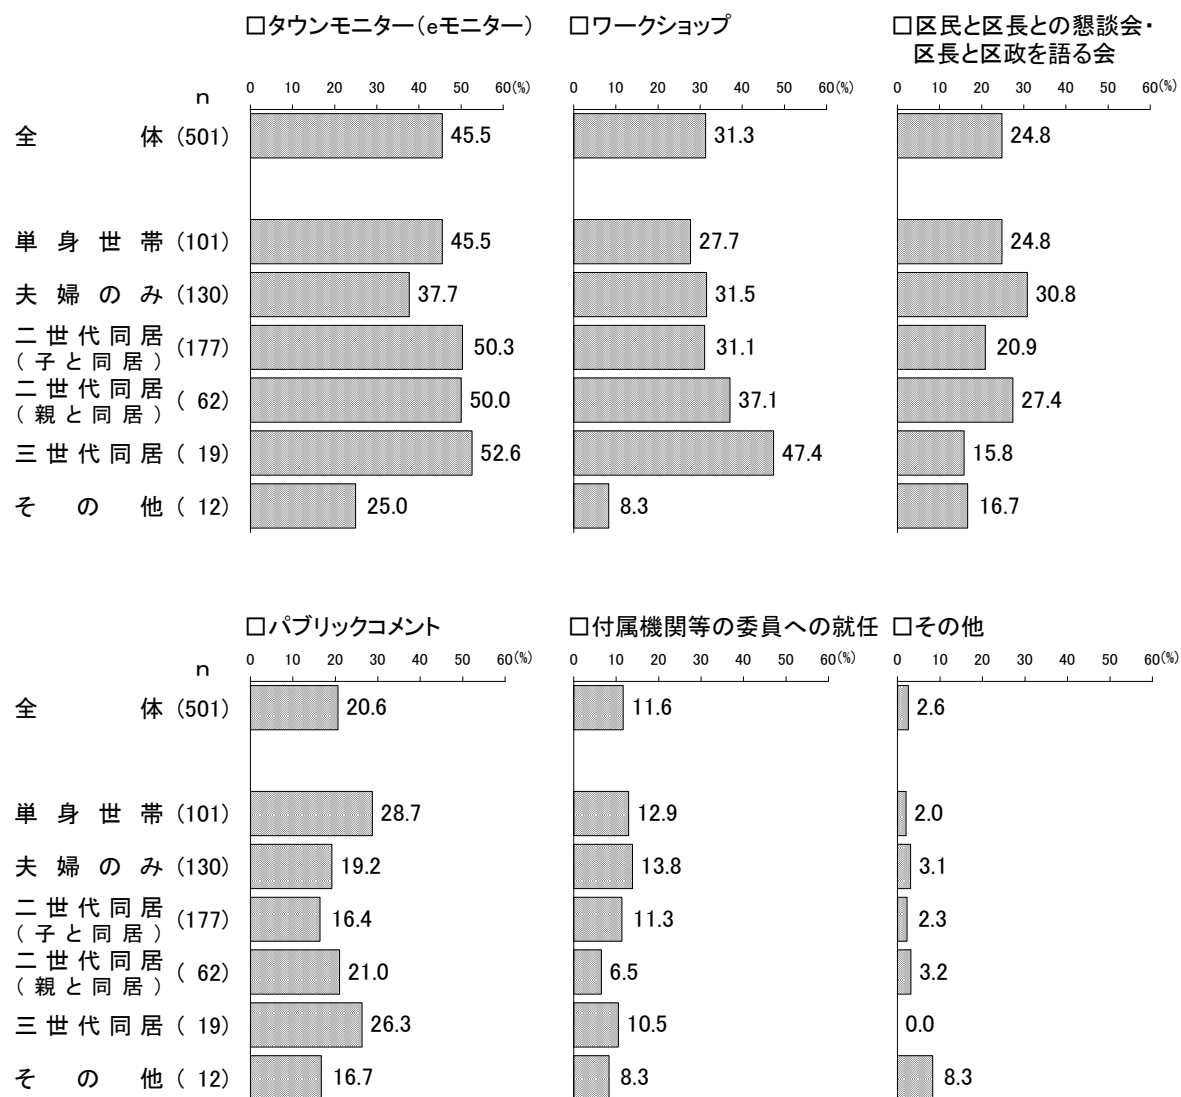 □タウンモニター（eモニター） □ワークショップ □区民と区長との懇談会・
区長と区政を語る会
0 10 20 30 40 50 60(%) 0 10 20 30 40 50 60(%) 0 10 20 30 40 50 60(%)
n
全体(501) 45.5 31.3 24.8
単身世帯(101) 45.5 27.7 24.8
夫婦のみ(130) 37.7 31.5 30.8
二世代同居
(子と同居) (177) 50.3 31.1 20.9
二世代同居
(親と同居) ( 62) 50.0 37.1 27.4
三世代同居( 19) 52.6 47.4 15.8
その他( 12) 25.0 8.3 16.7
□パブリックコメント □付属機関等の委員への就任 □その他
0 10 20 30 40 50 60(%) 0 10 20 30 40 50 60(%) 0 10 20 30 40 50 60(%)
n
全体(501) 20.6 11.6 2.6
単身世帯(101) 28.7 12.9 2.0
夫婦のみ(130) 19.2 13.8 3.1
二世代同居
(子と同居) (177) 16.4 11.3 2.3
二世代同居
(親と同居) ( 62) 21.0 6.5 3.2
三世代同居( 19) 26.3 10.5 0.0
その他( 12) 16.7 8.3 8.3